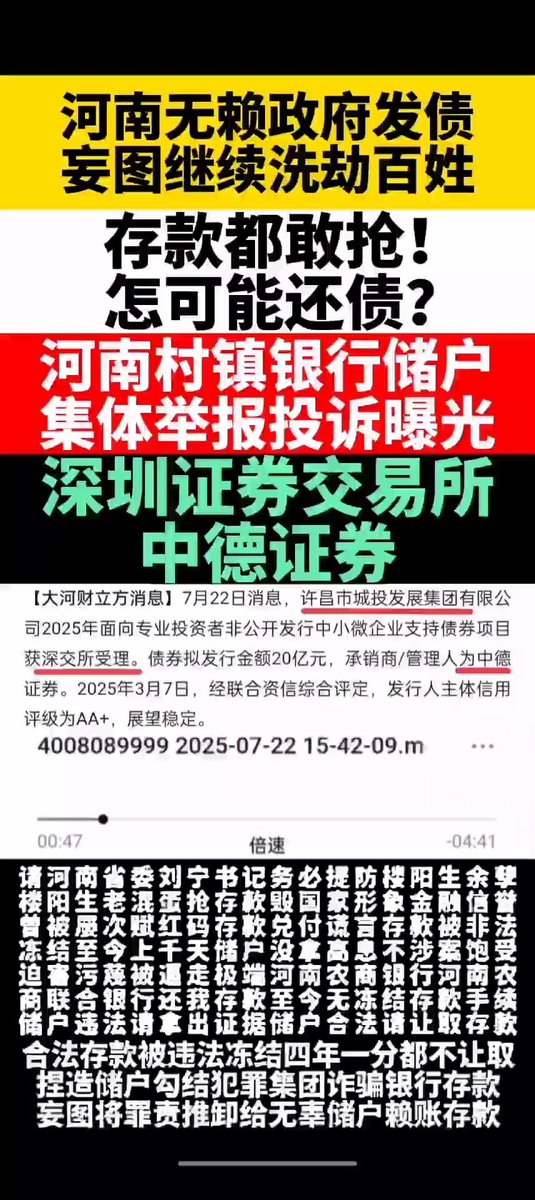 河南无赖政府发债
妄图继续洗劫百姓
存款都敢抢！
怎可能还债？
河南村镇银行储户
集体举报投诉曝光
深圳证券交易所
中德证券
【大河财立方消息】7月22日消息，许昌市城投发展集团有限公
司2025年面向专业投资者非公开发行中小微企业支持债券项目
获深交所受理。债券拟发行金额20亿元，承销商/管理人为中德
证券。2025年3月7日，经联合资信综合评定，发行人主体信用
评级为AA+，展望稳定。
4008089999 2025-07-22 15-42-09.m
00:47 倍速 -04:41
请河南省委刘宁书记务必提防楼阳生余孽
楼阳生老混蛋抢存款毁国家形象金融信誉
曾被屡次赋红码存款兑付谎言存款被非法
冻结至今上千天储户没拿高息不涉案饱受
迫害污蔑被逼走极端河南农商银行河南农
商联合银行还我存款至今无冻结存款手续
储户违法请拿出证据储户合法请让取存款
合法存款被违法冻结四年一分都不让取
捏造储户勾结犯罪集团诈骗银行存款
妄图将罪责推卸给无辜储户赖账存款